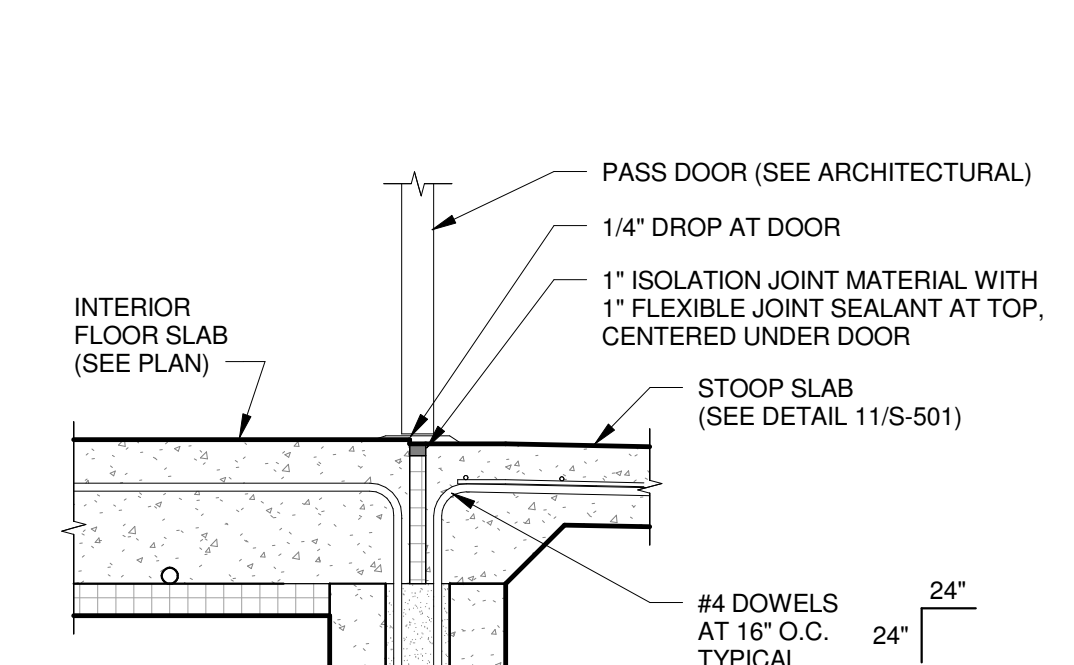 PASS DOOR (SEE ARCHITECTURAL)
1/4" DROP AT DOOR
1" ISOLATION JOINT MATERIAL WITH
1" FLEXIBLE JOINT SEALANT AT TOP,
CENTERED UNDER DOOR
INTERIOR
FLOOR SLAB
(SEE PLAN)
STOOP SLAB
(SEE DETAIL 11/S-501)
#4 DOWELS
AT 16" O.C.
TYPICAL
24"
24"